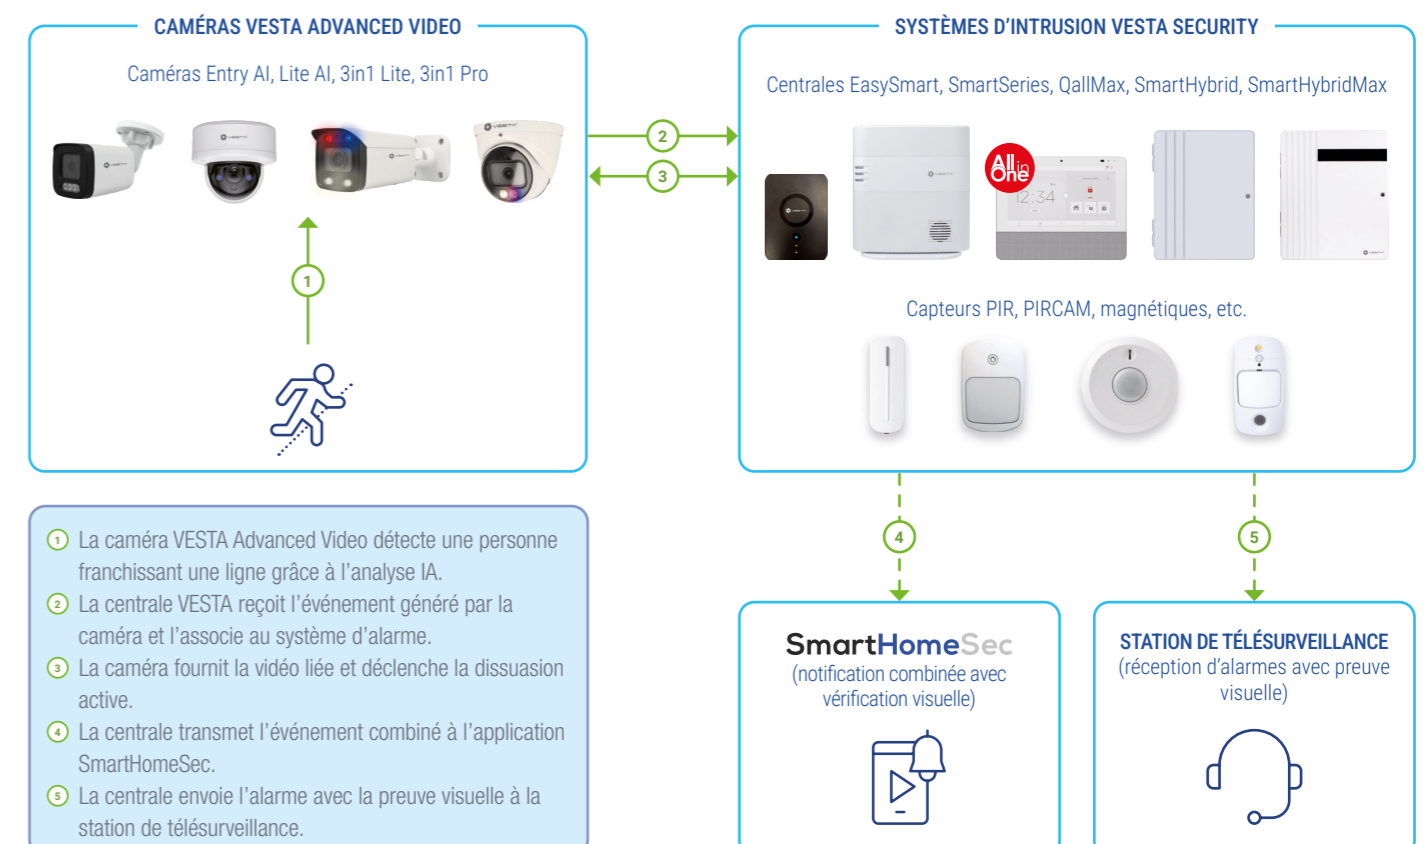 CAMÉRAS VESTA ADVANCED VIDEO
Caméras Entry AI, Lite AI, 3in1 Lite, 3in1 Pro
1
2
3
SYSTÈMES D'INTRUSION VESTA SECURITY
Centrales EasySmart, SmartSeries, QallMax, SmartHybrid, SmartHybridMax
All in
One
12:34
Capteurs PIR, PIRCAM, magnétiques, etc.
4
5
1 La caméra VESTA Advanced Video détecte une personne
franchissant une ligne grâce à l'analyse IA.
2 La centrale VESTA reçoit l'événement généré par la
caméra et l'associe au système d'alarme.
3 La caméra fournit la vidéo liée et déclenche la dissuasion
active.
4 La centrale transmet l'événement combiné à l'application
SmartHomeSec.
5 La centrale envoie l'alarme avec la preuve visuelle à la
station de télésurveillance.
SmartHomeSec
(notification combinée avec
vérification visuelle)
STATION DE TÉLÉSURVEILLANCE
(réception d'alarmes avec preuve
visuelle)